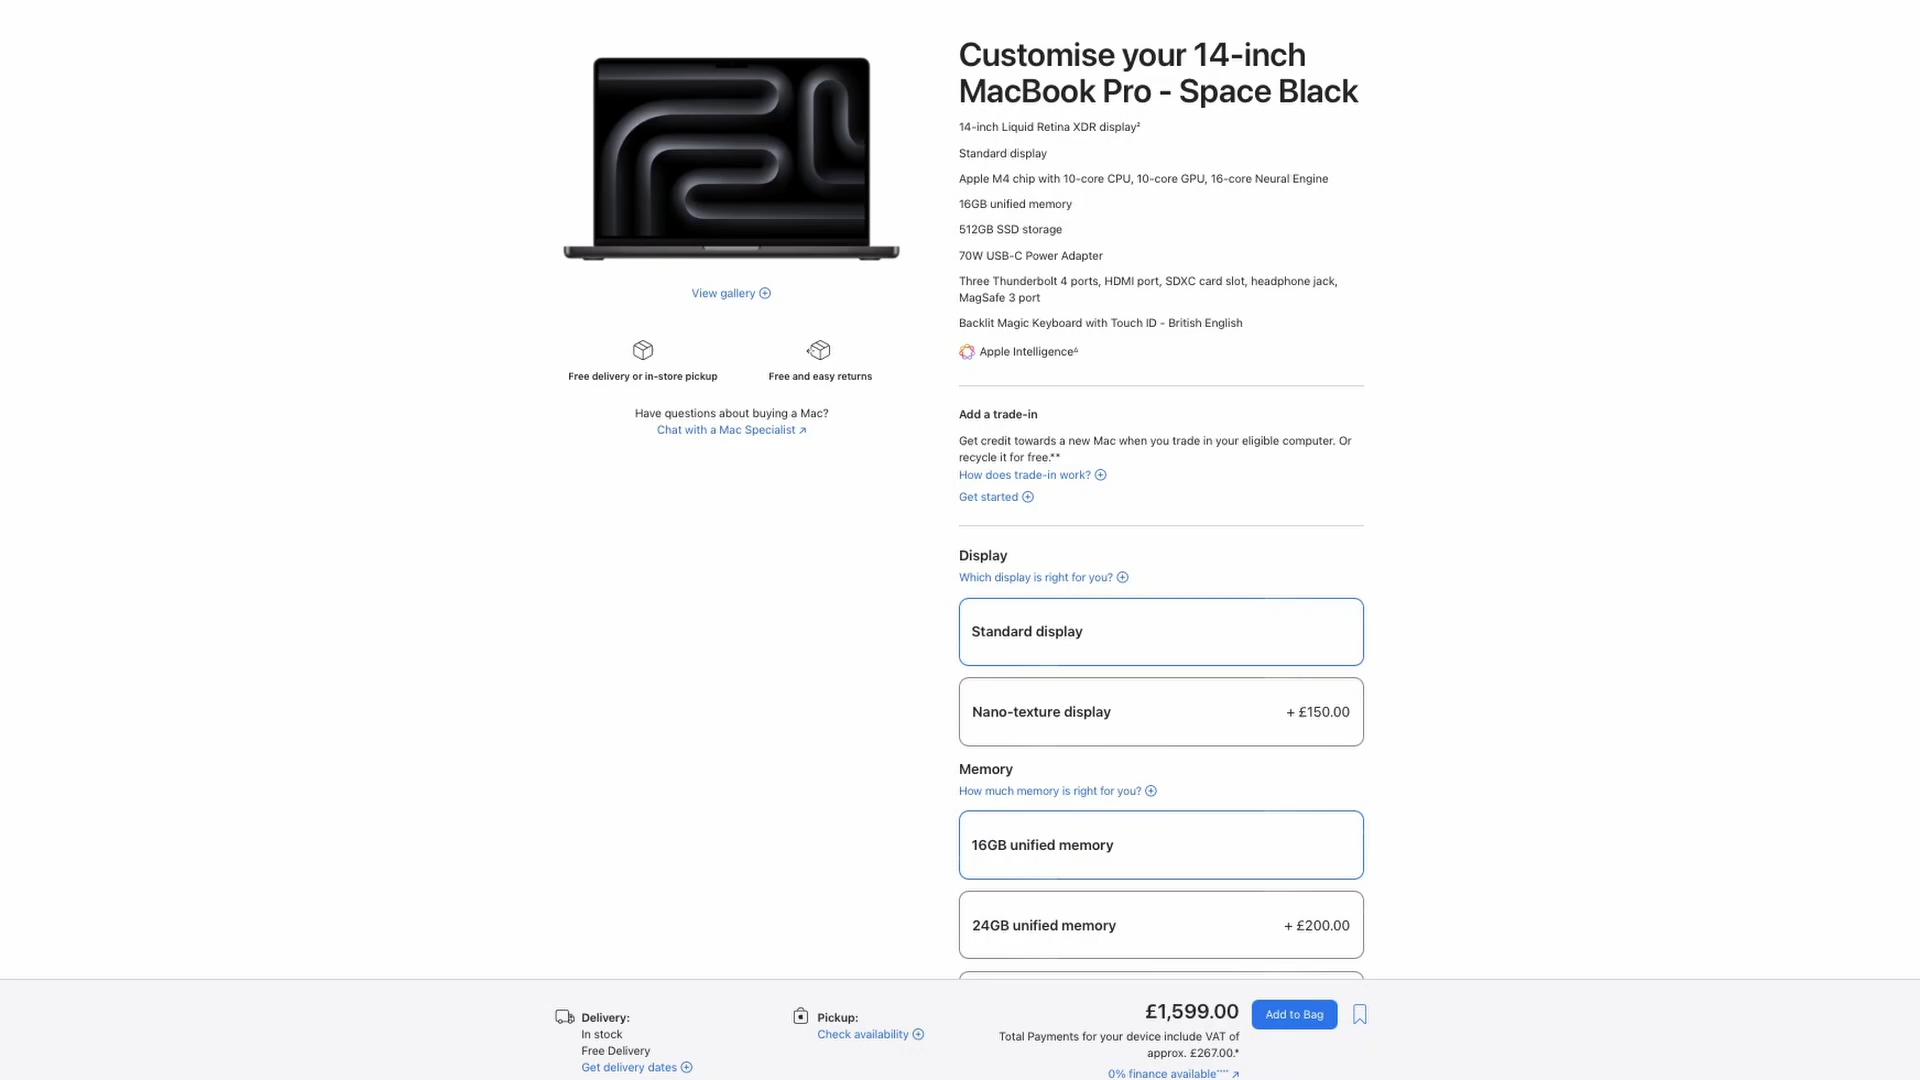 Customise your 14-inch
MacBook Pro - Space Black
14-inch Liquid Retina XDR display²
Standard display
Apple M4 chip with 10-core CPU, 10-core GPU, 16-core Neural Engine
16GB unified memory
512GB SSD storage
70W USB-C Power Adapter
Three Thunderbolt 4 ports, HDMI port, SDXC card slot, headphone jack,
MagSafe 3 port
Backlit Magic Keyboard with Touch ID - British English
Apple Intelligence∆
View gallery
Free delivery or in-store pickup
Free and easy returns
Have questions about buying a Mac?
Chat with a Mac Specialist ↗
Add a trade-in
Get credit towards a new Mac when you trade in your eligible computer. Or
recycle it for free.**
How does trade-in work?
Get started
Display
Which display is right for you?
Standard display
Nano-texture display + £150.00
Memory
How much memory is right for you?
16GB unified memory
24GB unified memory + £200.00
Delivery:
In stock
Free Delivery
Get delivery dates
Pickup:
Check availability
£1,599.00
Total Payments for your device include VAT of
approx. £267.00.*
0% finance available**** ↗
Add to Bag